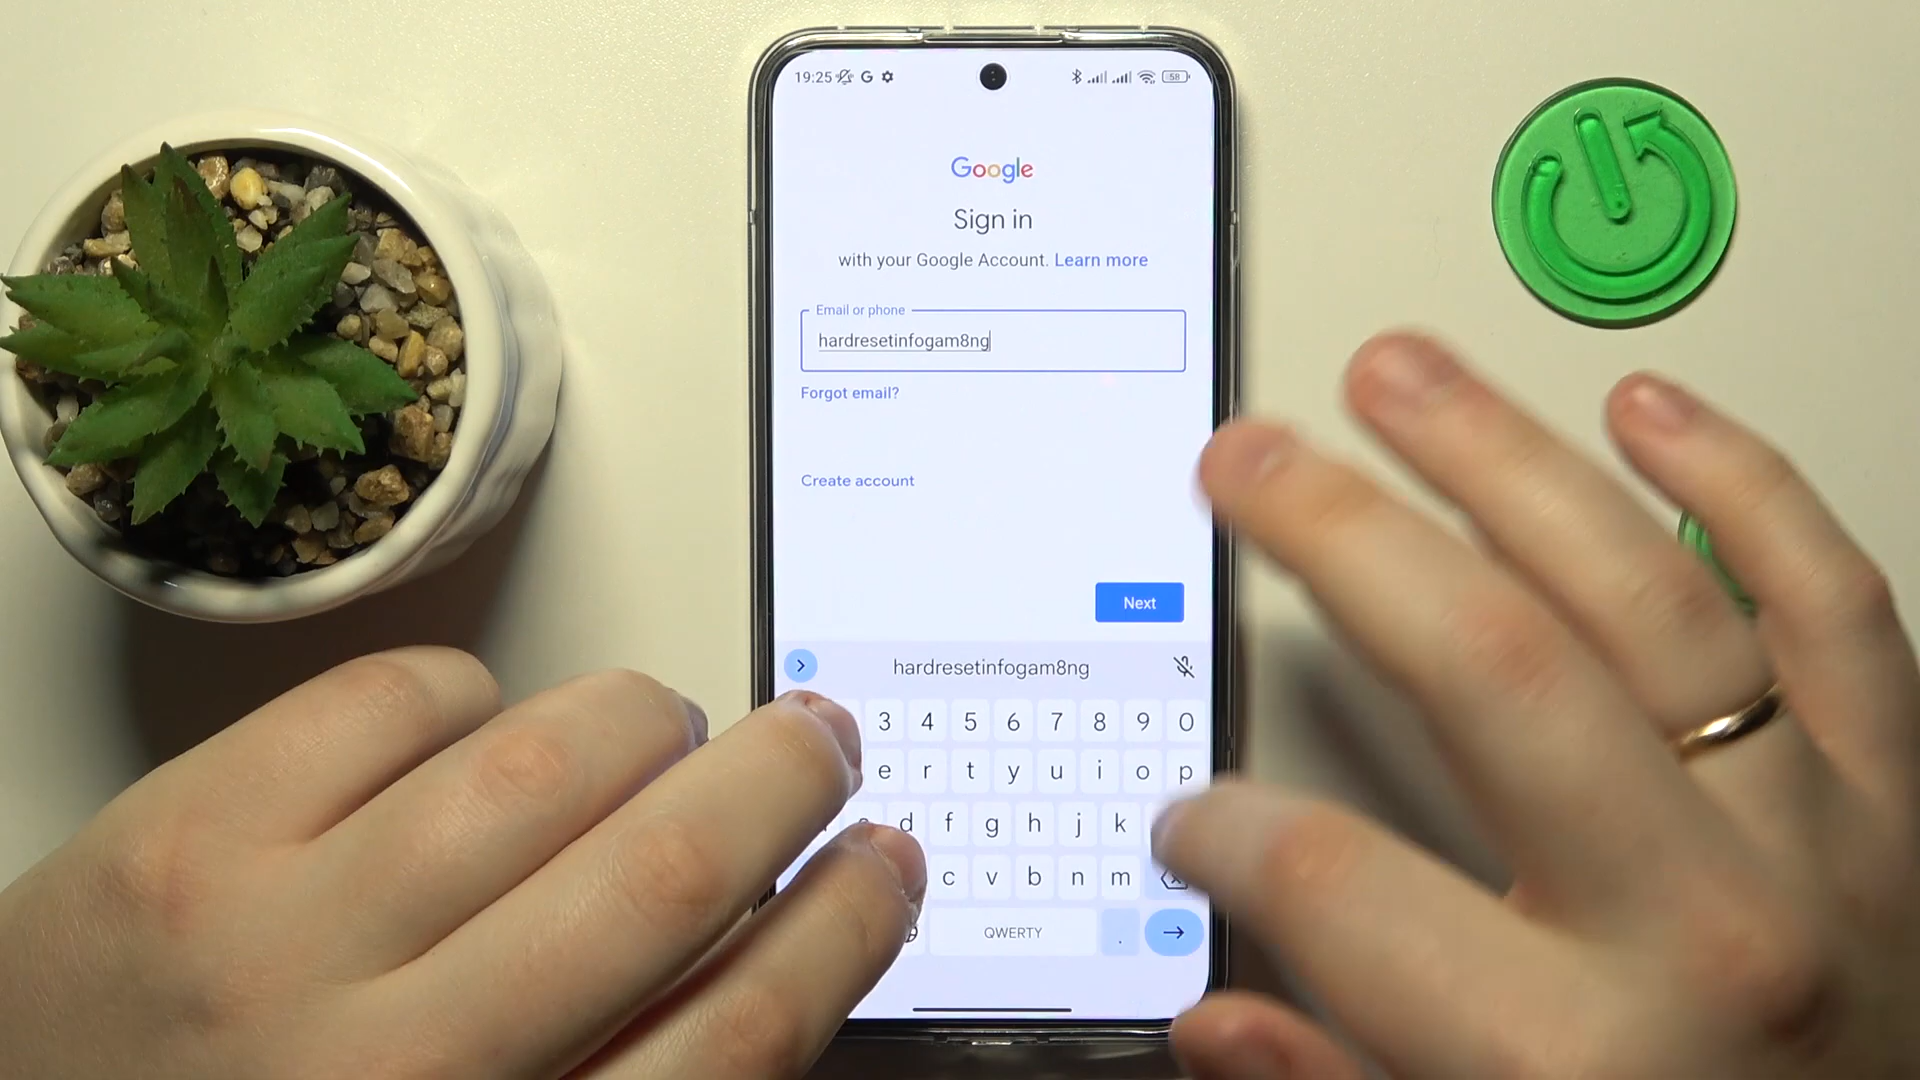 19:25 G 58
Google
Sign in
with your Google Account. Learn more
Email or phone
hardresetinfogam8ng
Forgot email?
Create account
Next
hardresetinfogam8ng
3 4 5 6 7 8 9 0
e r t y u i o p
d f g h j k
c v b n m
QWERTY .